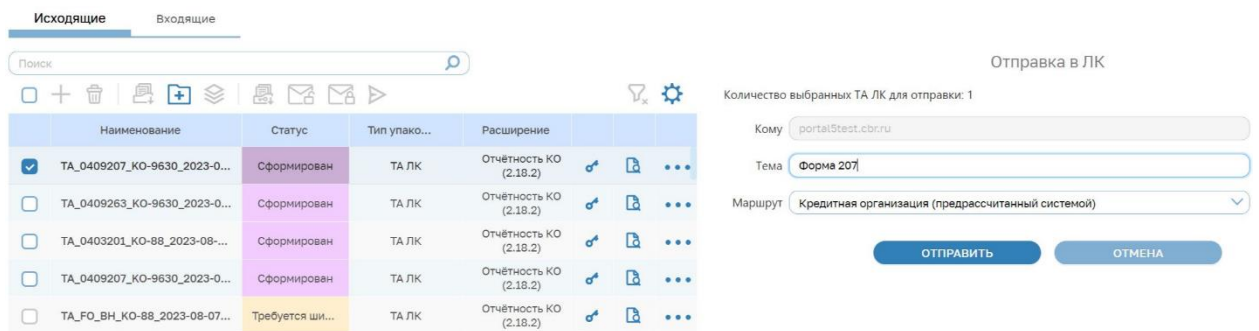 Исходящие Входящие
Поиск
Наименование Статус Тип упако... Расширение
TA_0409207_KO-9630_2023-0... Сформирован ТА ЛК Отчётность КО (2.18.2)
TA_0409263_KO-9630_2023-0... Сформирован ТА ЛК Отчётность КО (2.18.2)
TA_0403201_KO-88_2023-08-... Сформирован ТА ЛК Отчётность КО (2.18.2)
TA_0409207_KO-9630_2023-0... Сформирован ТА ЛК Отчётность КО (2.18.2)
TA_FO_BH_KO-88_2023-08-07... Требуется ши... ТА ЛК Отчётность КО (2.18.2)
Отправка в ЛК
Количество выбранных ТА ЛК для отправки: 1
Кому portal5test.cbr.ru
Тема Форма 207
Маршрут Кредитная организация (предрассчитанный системой)
ОТПРАВИТЬ ОТМЕНА